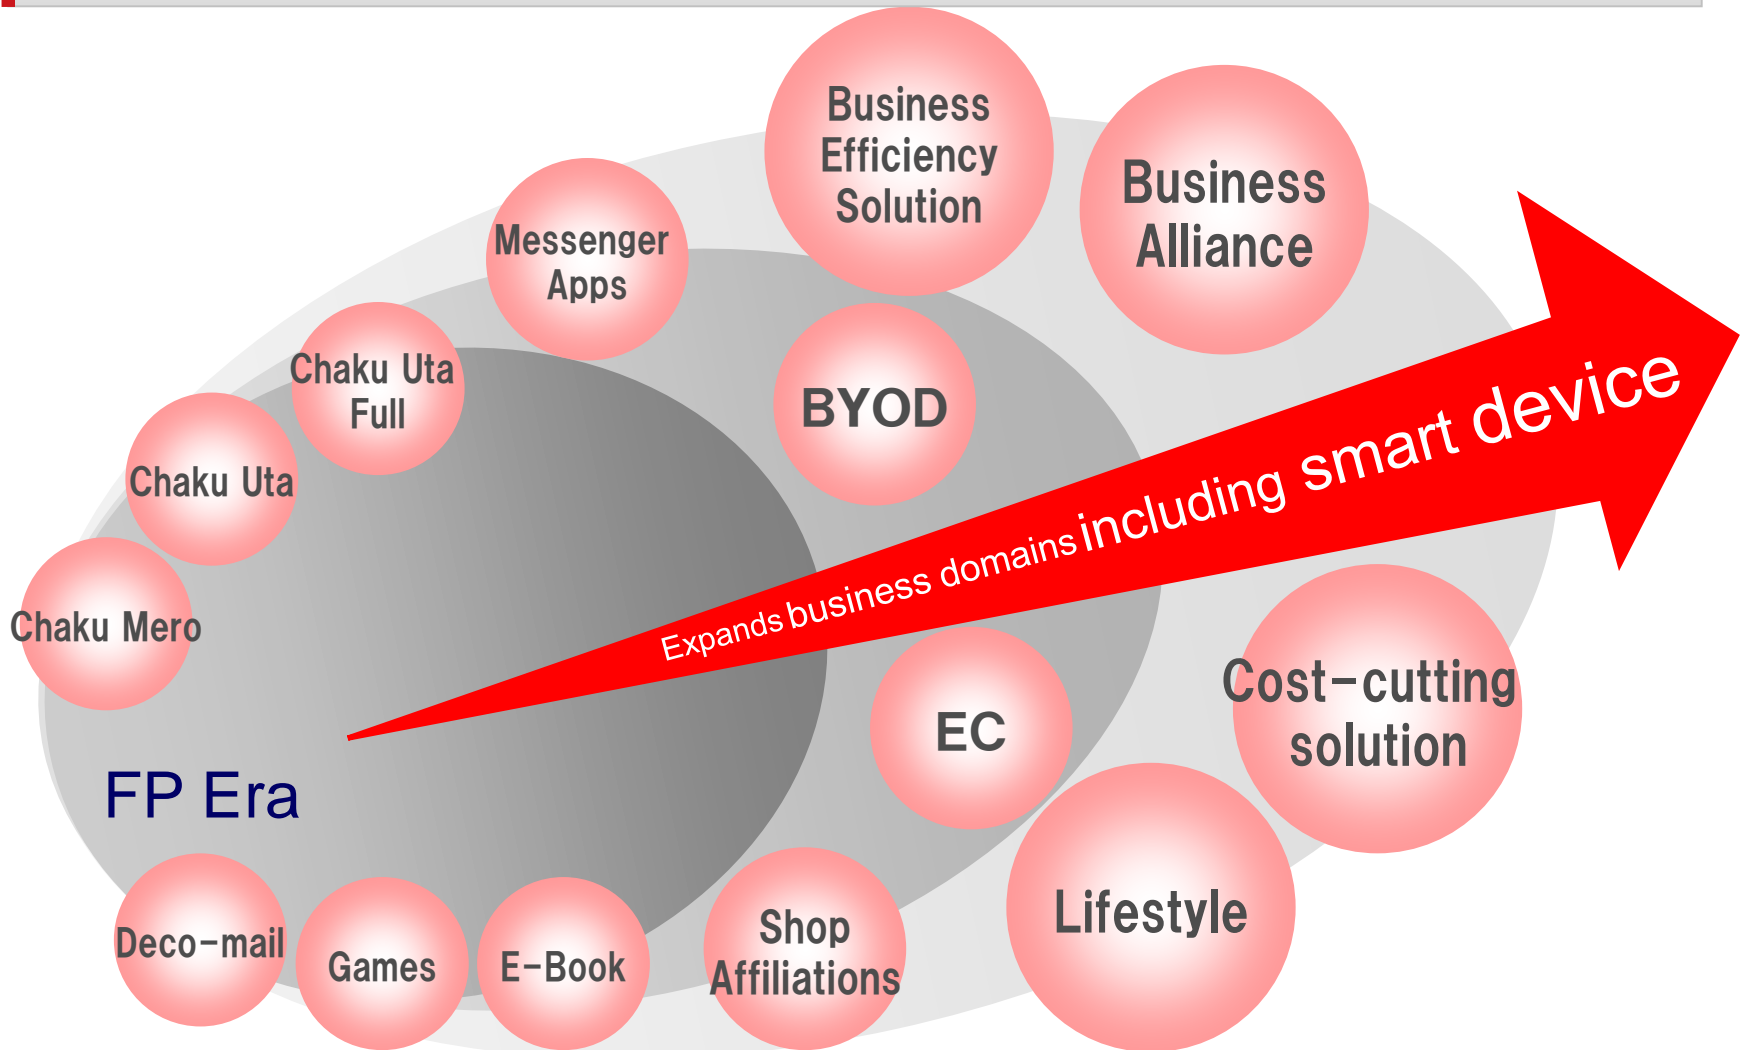 Business
Efficiency
Solution
Business
Alliance
Messenger
Apps
Chaku Uta
Full
BYOD
Chaku Uta
Chaku Mero
Expands business domains including smart device
EC
Cost-cutting
solution
FP Era
Lifestyle
Deco-mail
Games
E-Book
Shop
Affiliations